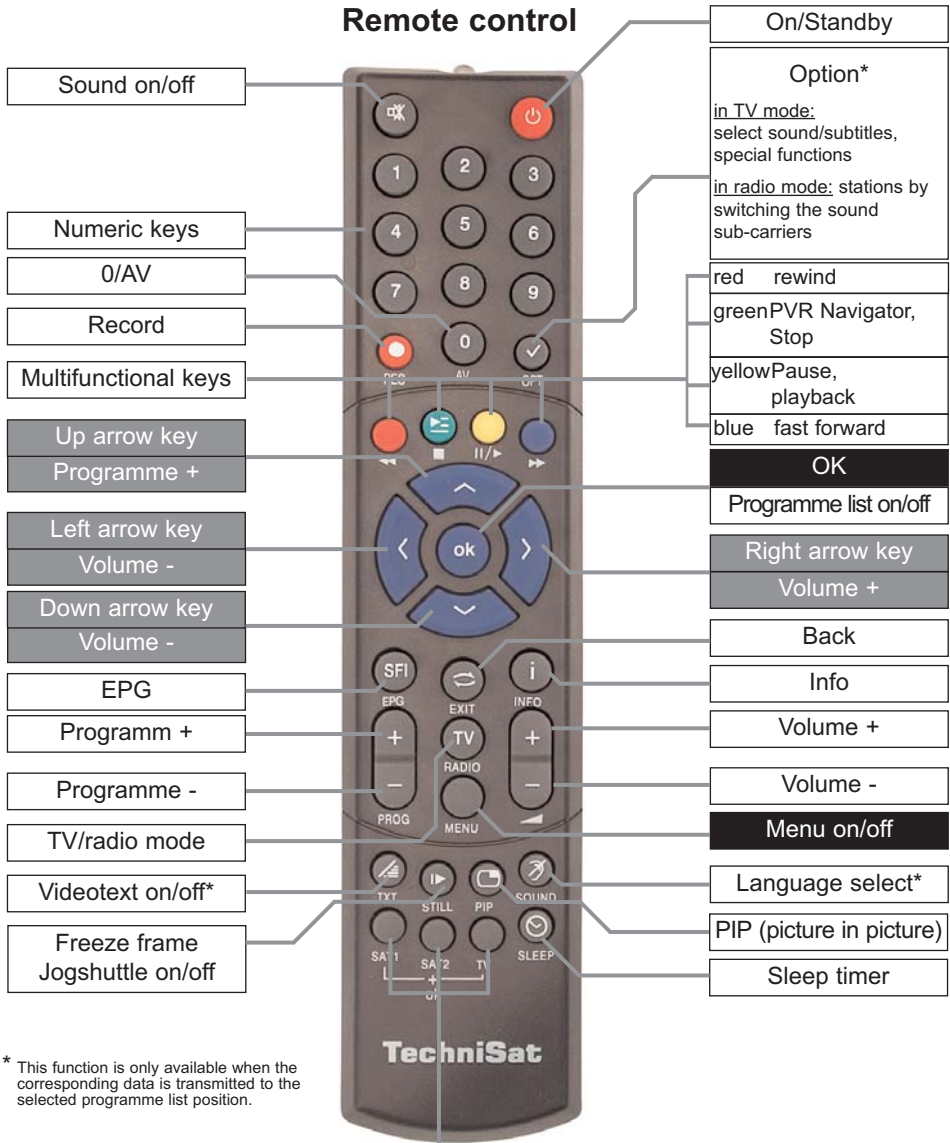 Remote control
On/Standby
Sound on/off
Option*
in TV mode:
select sound/subtitles,
special functions
in radio mode: stations by
switching the sound
sub-carriers
1 2 3
Numeric keys
4 5 6
0/AV
7 8 9
red rewind
Record
0
greenPVR Navigator,
Stop
REC AV OPT
Multifunctional keys
yellowPause,
playback
blue fast forward
II/►
Up arrow key
Programme +
OK
Programme list on/off
Left arrow key
Volume -
ok
Right arrow key
Volume +
Down arrow key
Volume -
Back
SFI i
EPG
Info
EPG EXIT INFO
Programm +
+ TV +
Volume +
RADIO
Programme -
- -
Volume -
PROG MENU
TV/radio mode
Menu on/off
Videotext on/off*
Language select*
TXT STILL PIP SOUND
Freeze frame
Jogshuttle on/off
PIP (picture in picture)
SAT1 SAT2 TV SLEEP
Sleep timer
+
TechniSat
* This function is only available when the
corresponding data is transmitted to the
selected programme list position.